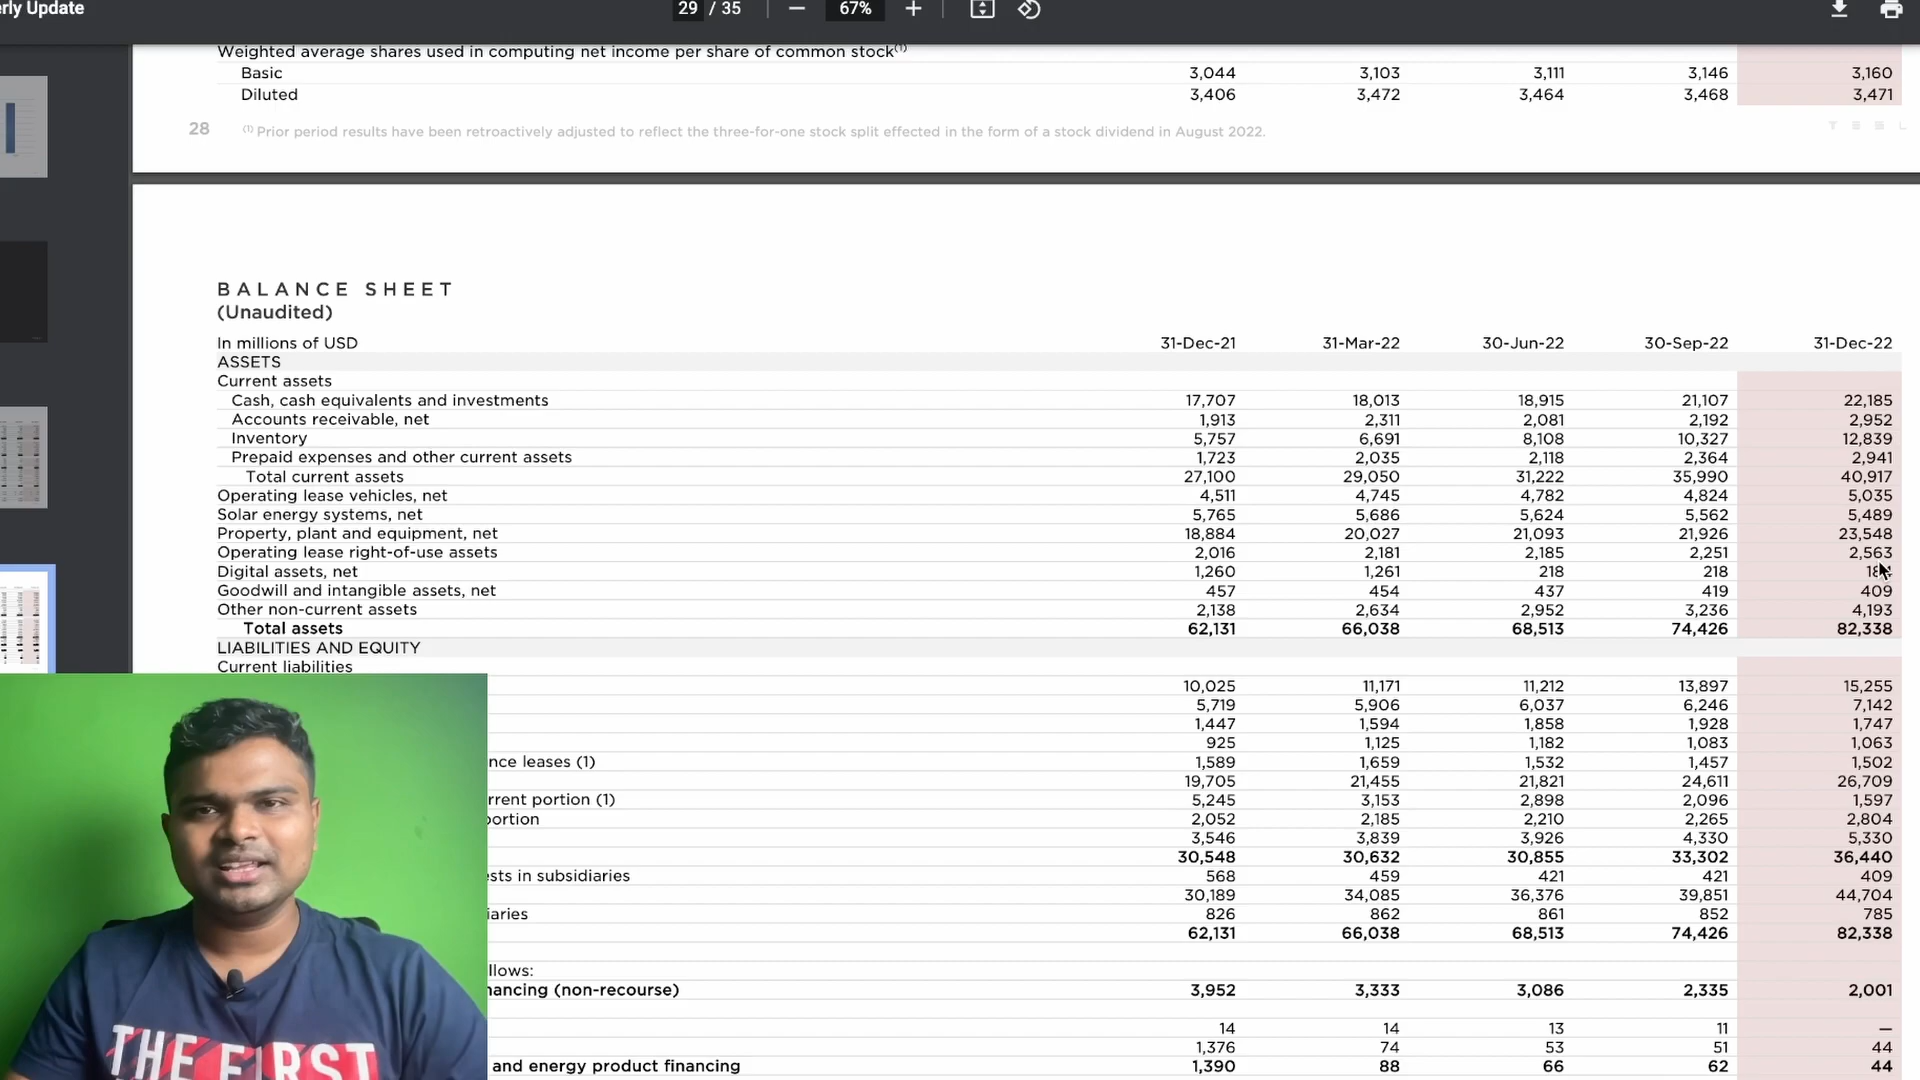 erly Update 29 / 35 67%
Weighted average shares used in computing net income per share of common stock(1)
Basic 3,044 3,103 3,111 3,146 3,160
Diluted 3,406 3,472 3,464 3,468 3,471
28 (1) Prior period results have been retroactively adjusted to reflect the three-for-one stock split effected in the form of a stock dividend in August 2022. T E S L
BALANCE SHEET
(Unaudited)
In millions of USD 31-Dec-21 31-Mar-22 30-Jun-22 30-Sep-22 31-Dec-22
ASSETS
Current assets
Cash, cash equivalents and investments 17,707 18,013 18,915 21,107 22,185
Accounts receivable, net 1,913 2,311 2,081 2,192 2,952
Inventory 5,757 6,691 8,108 10,327 12,839
Prepaid expenses and other current assets 1,723 2,035 2,118 2,364 2,941
Total current assets 27,100 29,050 31,222 35,990 40,917
Operating lease vehicles, net 4,511 4,745 4,782 4,824 5,035
Solar energy systems, net 5,765 5,686 5,624 5,562 5,489
Property, plant and equipment, net 18,884 20,027 21,093 21,926 23,548
Operating lease right-of-use assets 2,016 2,181 2,185 2,251 2,563
Digital assets, net 1,260 1,261 218 218
Goodwill and intangible assets, net 457 454 437 419 409
Other non-current assets 2,138 2,634 2,952 3,236 4,193
Total assets 62,131 66,038 68,513 74,426 82,338
LIABILITIES AND EQUITY
Current liabilities
10,025 11,171 11,212 13,897 15,255
5,719 5,906 6,037 6,246 7,142
1,447 1,594 1,858 1,928 1,747
925 1,125 1,182 1,083 1,063
nce leases (1) 1,589 1,659 1,532 1,457 1,502
19,705 21,455 21,821 24,611 26,709
rrent portion (1) 5,245 3,153 2,898 2,096 1,597
ortion 2,052 2,185 2,210 2,265 2,804
3,546 3,839 3,926 4,330 5,330
30,548 30,632 30,855 33,302 36,440
sts in subsidiaries 568 459 421 421 409
30,189 34,085 36,376 39,851 44,704
iaries 826 862 861 852 785
62,131 66,038 68,513 74,426 82,338
llows:
nancing (non-recourse) 3,952 3,333 3,086 2,335 2,001
14 14 13 11 —
1,376 74 53 51 44
and energy product financing 1,390 88 66 62 44
THE FIRST